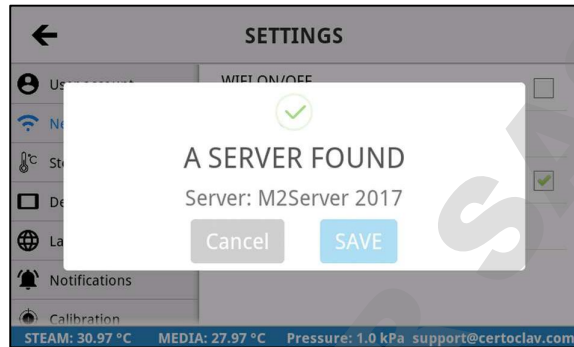 SETTINGS
WIFI ON/OFF
A SERVER FOUND
Server: M2Server 2017
Cancel SAVE
Notifications
Calibration
STEAM: 30.97 °C MEDIA: 27.97 °C Pressure: 1.0 kPa support@certoclav.com